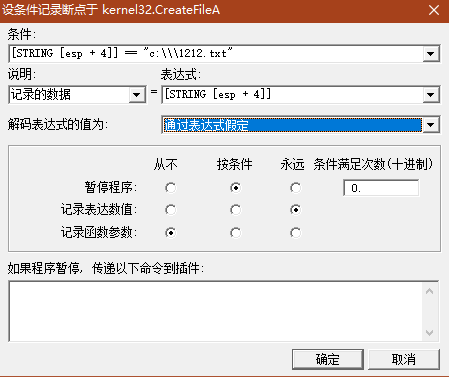 设条件记录断点于 kernel32.CreateFileA
条件:
[STRING [esp + 4]] == "c:\\\1212.txt"
说明: 表达式:
记录的数据 = [STRING [esp + 4]]
解码表达式的值为: 通过表达式假定
从不 按条件 永远 条件满足次数(十进制)
暂停程序: 0.
记录表达数值:
记录函数参数:
如果程序暂停, 传递以下命令到插件:
确定 取消